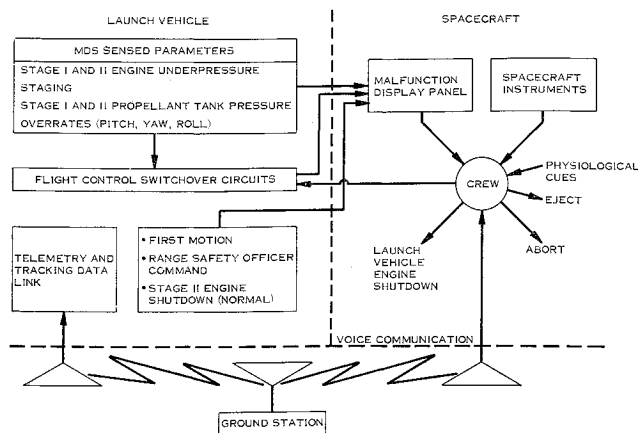 LAUNCH VEHICLE
SPACECRAFT
MDS SENSED PARAMETERS
STAGE I AND II ENGINE UNDERPRESSURE
STAGING
STAGE I AND II PROPELLANT TANK PRESSURE
OVERRATES (PITCH, YAW, ROLL)
MALFUNCTION
DISPLAY PANEL
SPACECRAFT
INSTRUMENTS
FLIGHT CONTROL SWITCHOVER CIRCUITS
CREW
PHYSIOLOGICAL
CUES
EJECT
ABORT
LAUNCH
VEHICLE
ENGINE
SHUTDOWN
TELEMETRY AND
TRACKING DATA
LINK
• FIRST MOTION
• RANGE SAFETY OFFICER
COMMAND
• STAGE II ENGINE
SHUTDOWN (NORMAL)
VOICE COMMUNICATION
GROUND STATION